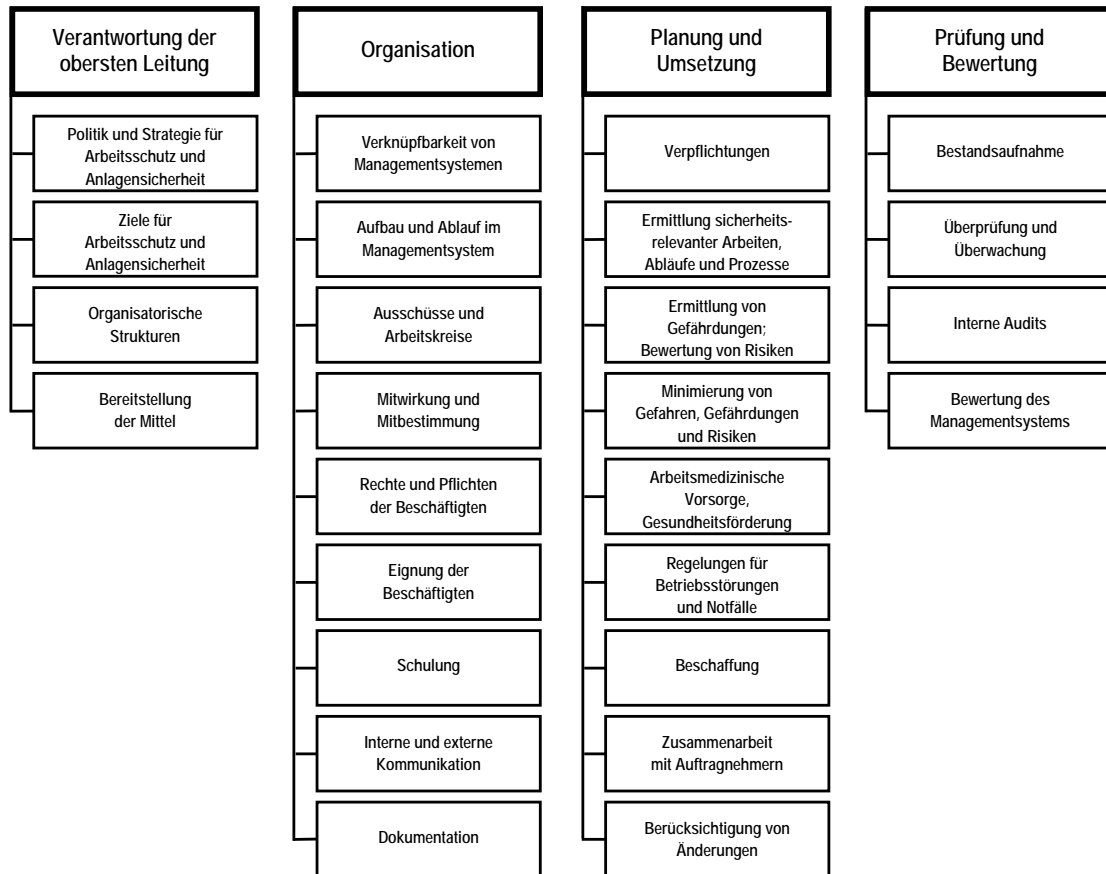 Verantwortung der
obersten Leitung
Politik und Strategie für
Arbeitsschutz und
Anlagensicherheit
Ziele für
Arbeitsschutz und
Anlagensicherheit
Organisatorische
Strukturen
Bereitstellung
der Mittel
Organisation
Verknüpfbarkeit von
Managementsystemen
Aufbau und Ablauf im
Managementsystem
Ausschüsse und
Arbeitskreise
Mitwirkung und
Mitbestimmung
Rechte und Pflichten
der Beschäftigten
Eignung der
Beschäftigten
Schulung
Interne und externe
Kommunikation
Dokumentation
Planung und
Umsetzung
Verpflichtungen
Ermittlung sicherheits-
relevanter Arbeiten,
Abläufe und Prozesse
Ermittlung von
Gefährdungen;
Bewertung von Risiken
Minimierung von
Gefahren, Gefährdungen
und Risiken
Arbeitsmedizinische
Vorsorge,
Gesundheitsförderung
Regelungen für
Betriebsstörungen
und Notfälle
Beschaffung
Zusammenarbeit
mit Auftragnehmern
Berücksichtigung von
Änderungen
Prüfung und
Bewertung
Bestandsaufnahme
Überprüfung und
Überwachung
Interne Audits
Bewertung des
Managementsystems